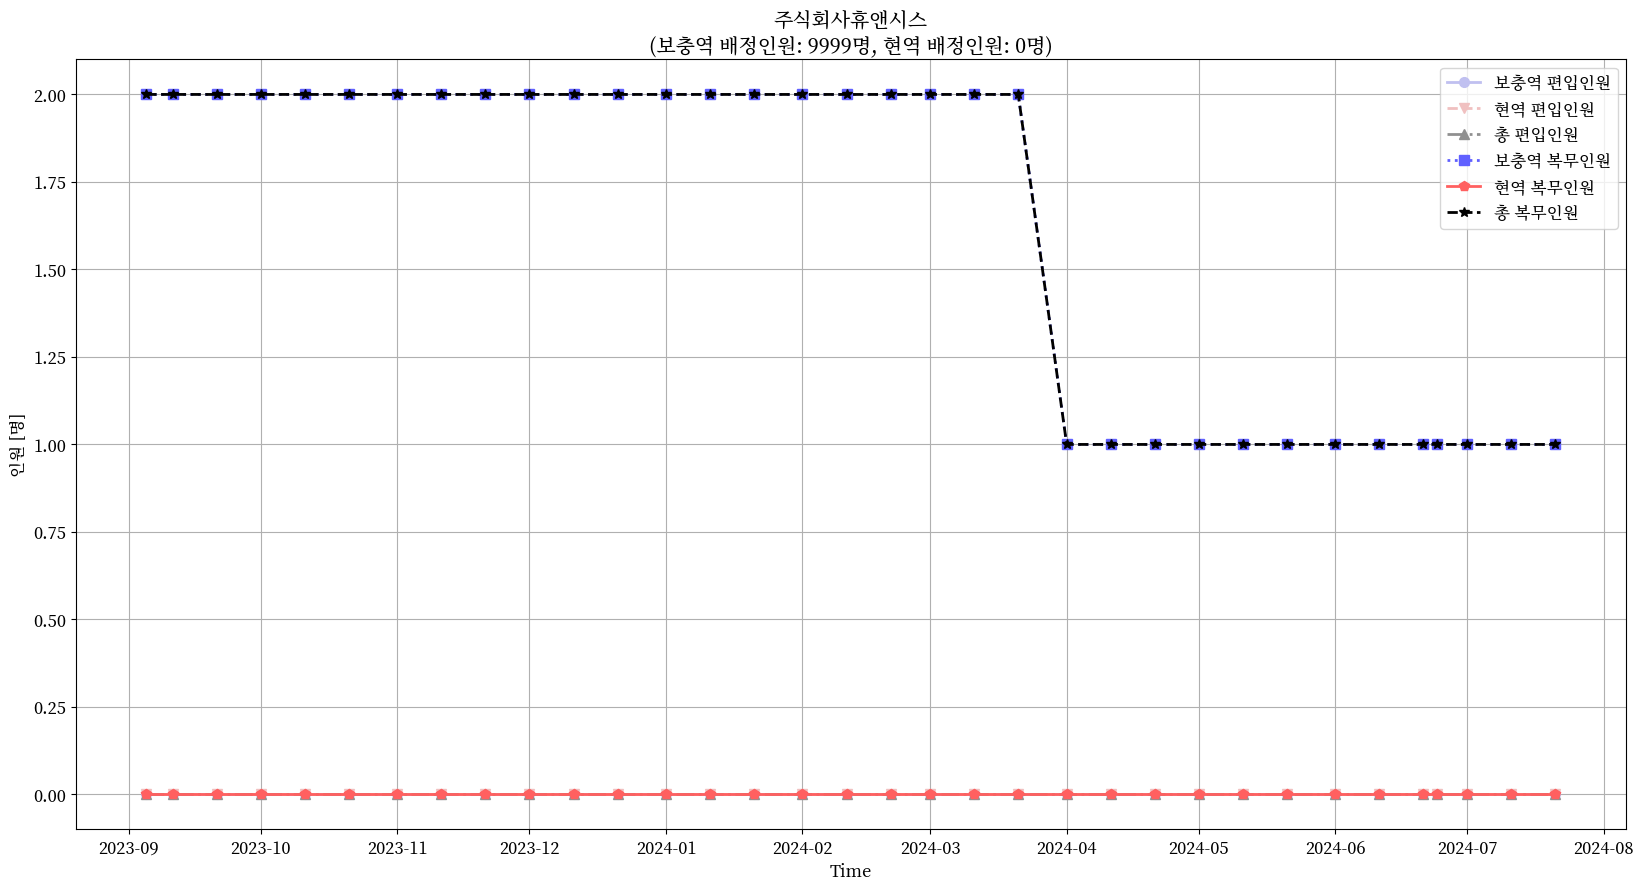 주식회사휴앤시스
(보충역 배정인원: 9999명, 현역 배정인원: 0명)
보충역 편입인원
현역 편입인원
총 편입인원
보충역 복무인원
현역 복무인원
총 복무인원
인원 [명]
2.00
1.75
1.50
1.25
1.00
0.75
0.50
0.25
0.00
2023-09
2023-10
2023-11
2023-12
2024-01
2024-02
2024-03
2024-04
2024-05
2024-06
2024-07
2024-08
Time